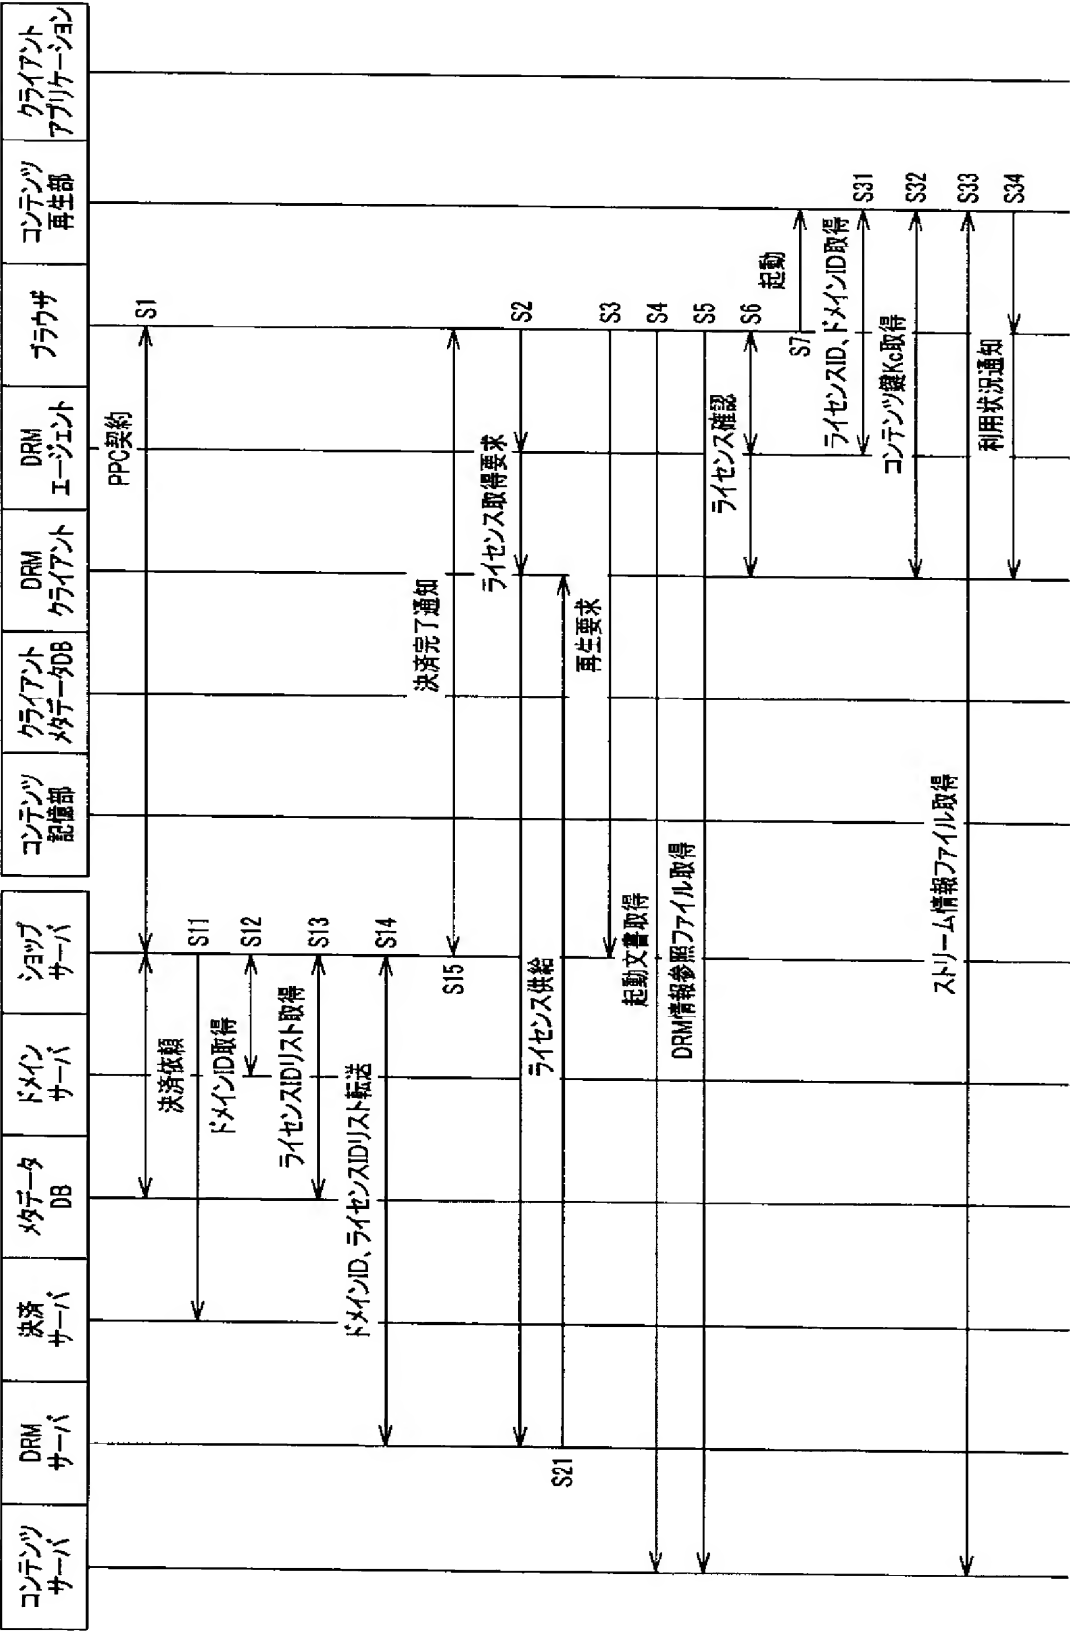 コンテンツ
サーバ
DRM
サーバ
決済
サーバ
メタデータ
DB
ドメイン
サーバ
ショップ
サーバ
コンテンツ
記憶部
クライアント
メタデータDB
DRM
クライアント
DRM
エージェント
ブラウザ
コンテンツ
再生部
クライアント
アプリケーション
PPC契約
S1
決済依頼
S11
ドメインID取得
S12
ライセンスIDリスト取得
S13
ドメインID、ライセンスIDリスト転送
S14
決済完了通知
S15
ライセンス取得要求
S2
ライセンス供給
S21
再生要求
S3
起動文書取得
S4
DRM情報参照ファイル取得
S5
ライセンス確認
S6
起動
S7
ライセンスID、ドメインID取得
S31
コンテンツ鍵Kc取得
S32
ストリーム情報ファイル取得
S33
利用状況通知
S34